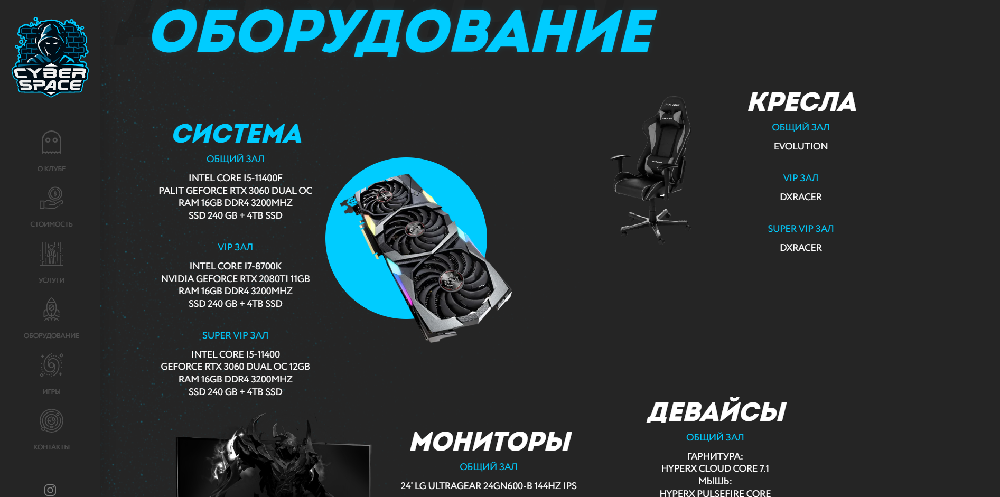 ОБОРУДОВАНИЕ
CYBER
SPACE
О КЛУБЕ
СТОИМОСТЬ
УСЛУГИ
ОБОРУДОВАНИЕ
ИГРЫ
КОНТАКТЫ
СИСТЕМА
ОБЩИЙ ЗАЛ
INTEL CORE I5-11400F
PALIT GEFORCE RTX 3060 DUAL OC
RAM 16GB DDR4 3200MHZ
SSD 240 GB + 4TB SSD
VIP ЗАЛ
INTEL CORE I7-8700K
NVIDIA GEFORCE RTX 2080TI 11GB
RAM 16GB DDR4 3200MHZ
SSD 240 GB + 4TB SSD
SUPER VIP ЗАЛ
INTEL CORE I5-11400
GEFORCE RTX 3060 DUAL OC 12GB
RAM 16GB DDR4 3200MHZ
SSD 240 GB + 4TB SSD
КРЕСЛА
ОБЩИЙ ЗАЛ
EVOLUTION
VIP ЗАЛ
DXRACER
SUPER VIP ЗАЛ
DXRACER
МОНИТОРЫ
ОБЩИЙ ЗАЛ
24’ LG ULTRAGEAR 24GN600-B 144HZ IPS
ДЕВАЙСЫ
ОБЩИЙ ЗАЛ
ГАРНИТУРА:
HYPERX CLOUD CORE 7.1
МЫШЬ:
HYPERX PULSEFIRE CORE